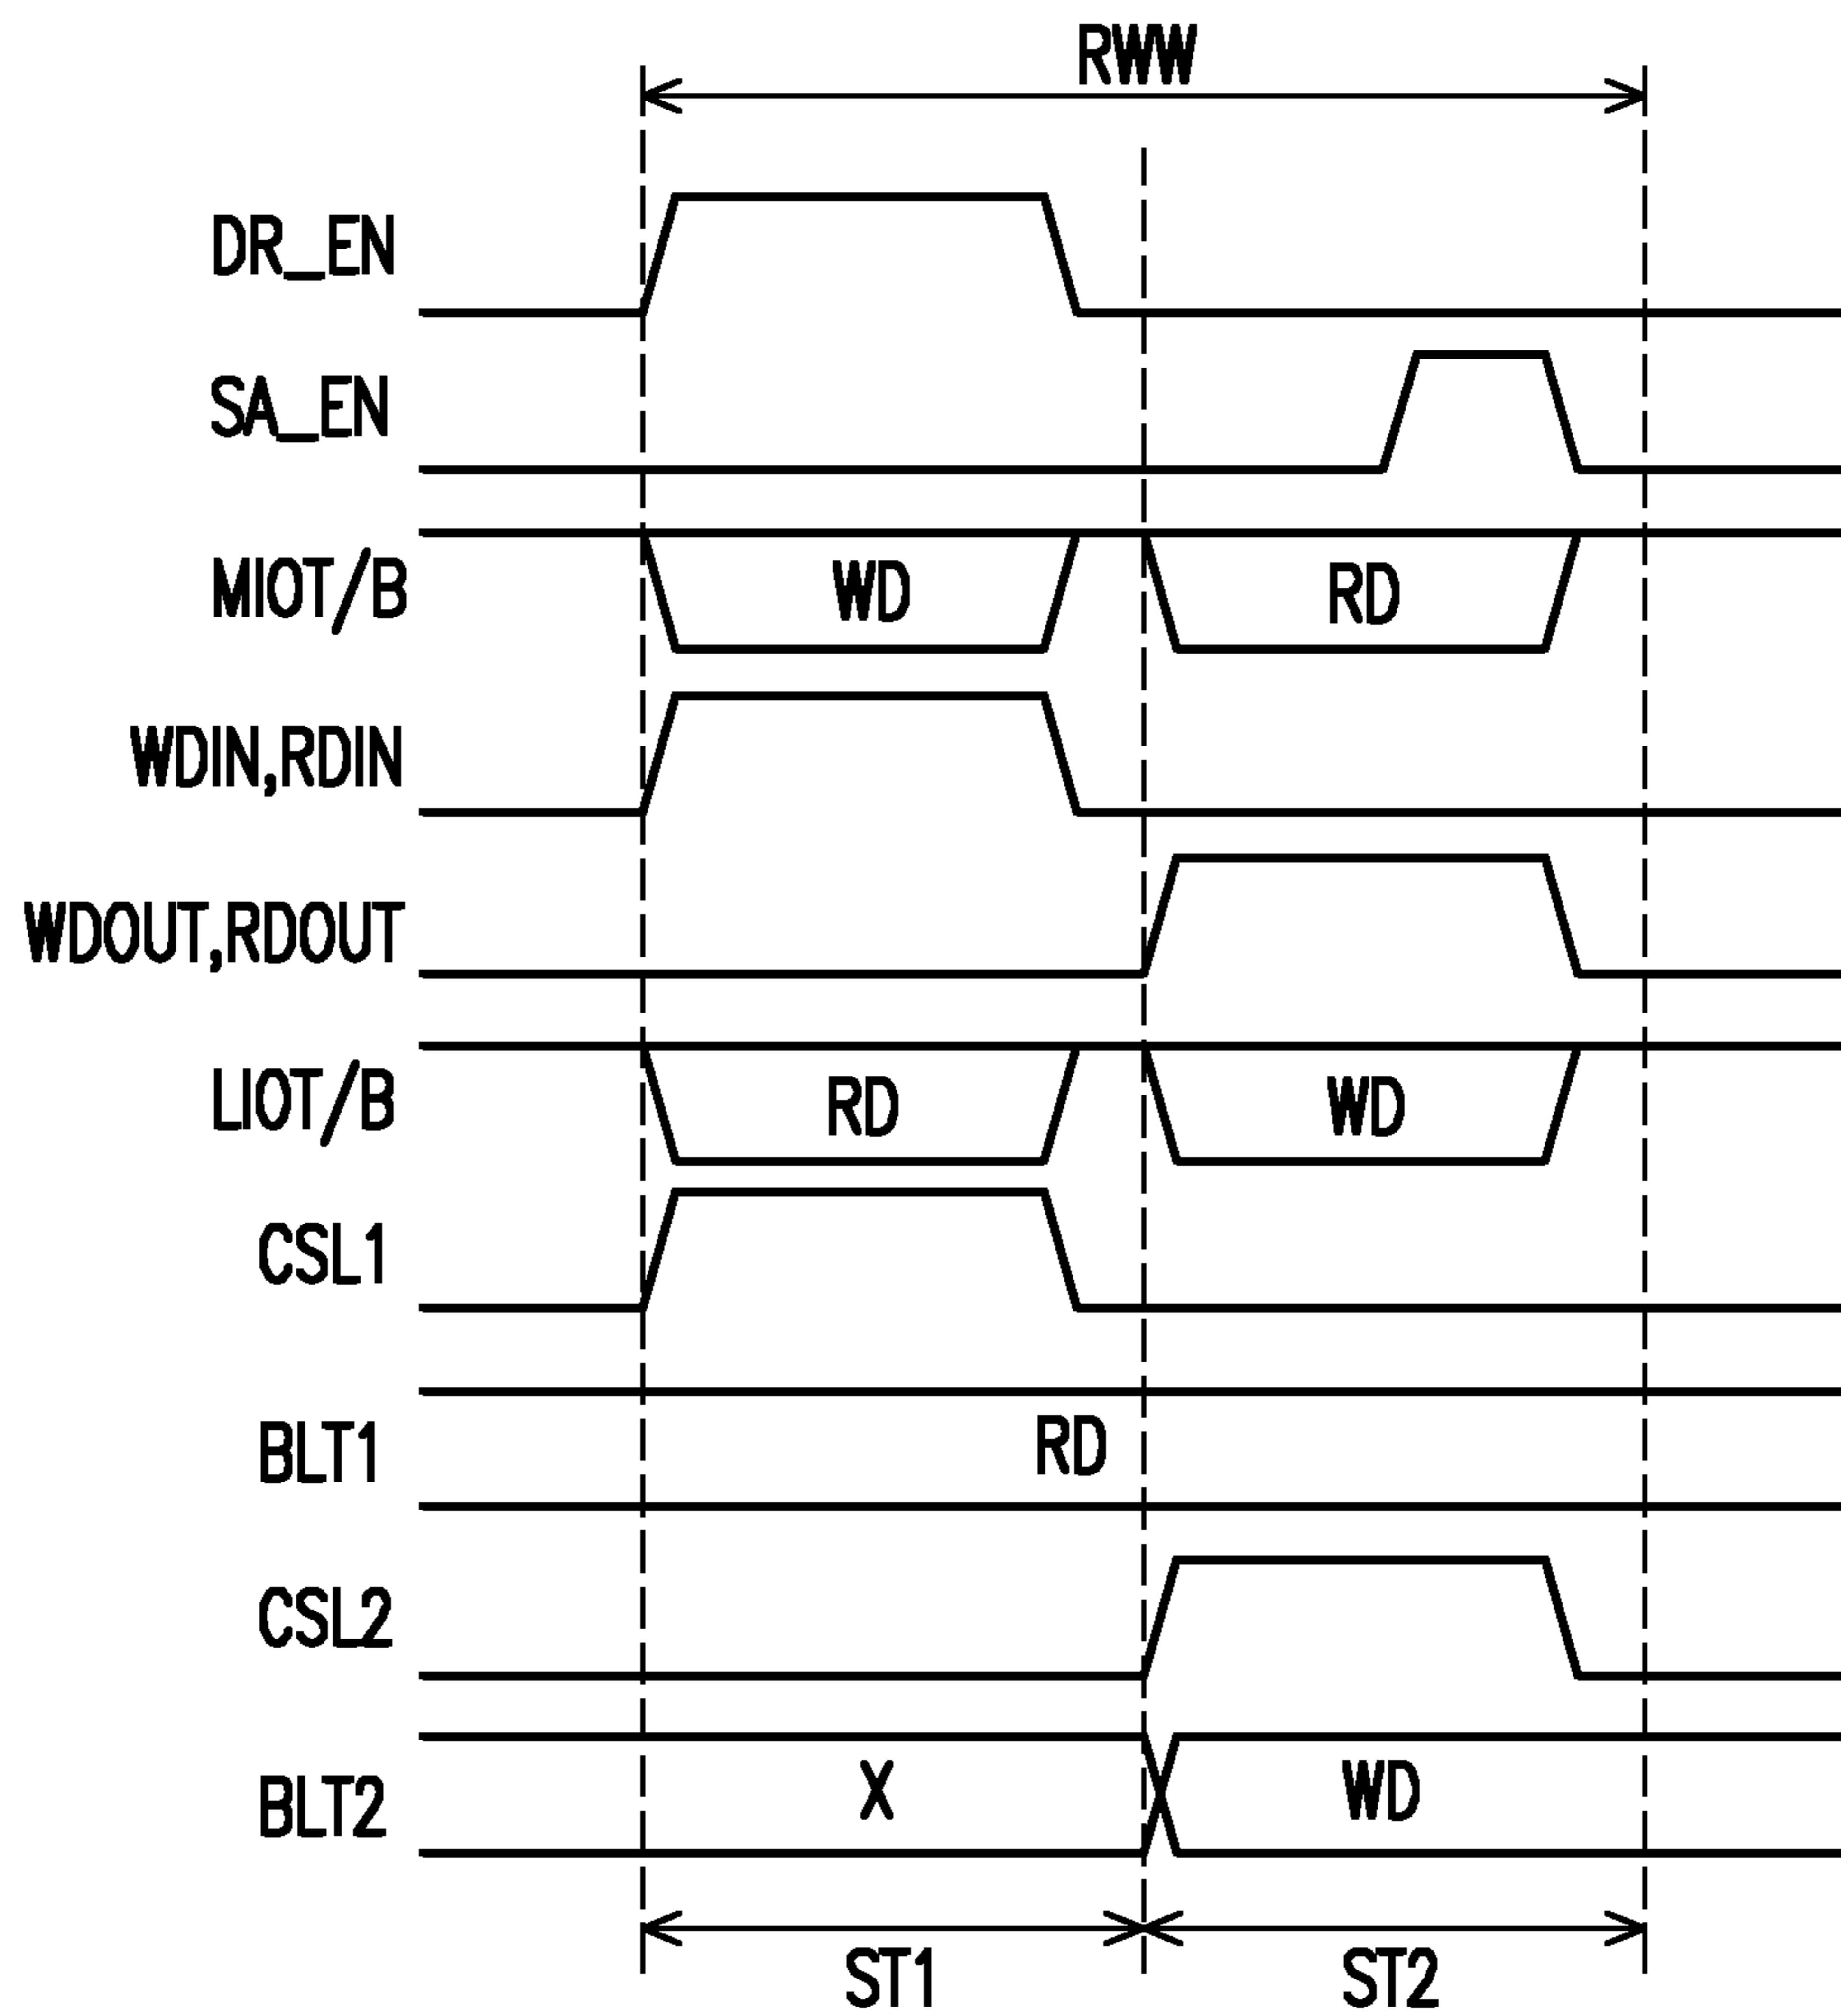 RWW
DR_EN
SA_EN
MIOT/B WD RD
WDIN,RDIN
WDOUT,RDOUT
LIOT/B RD WD
CSL1
BLT1 RD
CSL2
BLT2 X WD
ST1 ST2